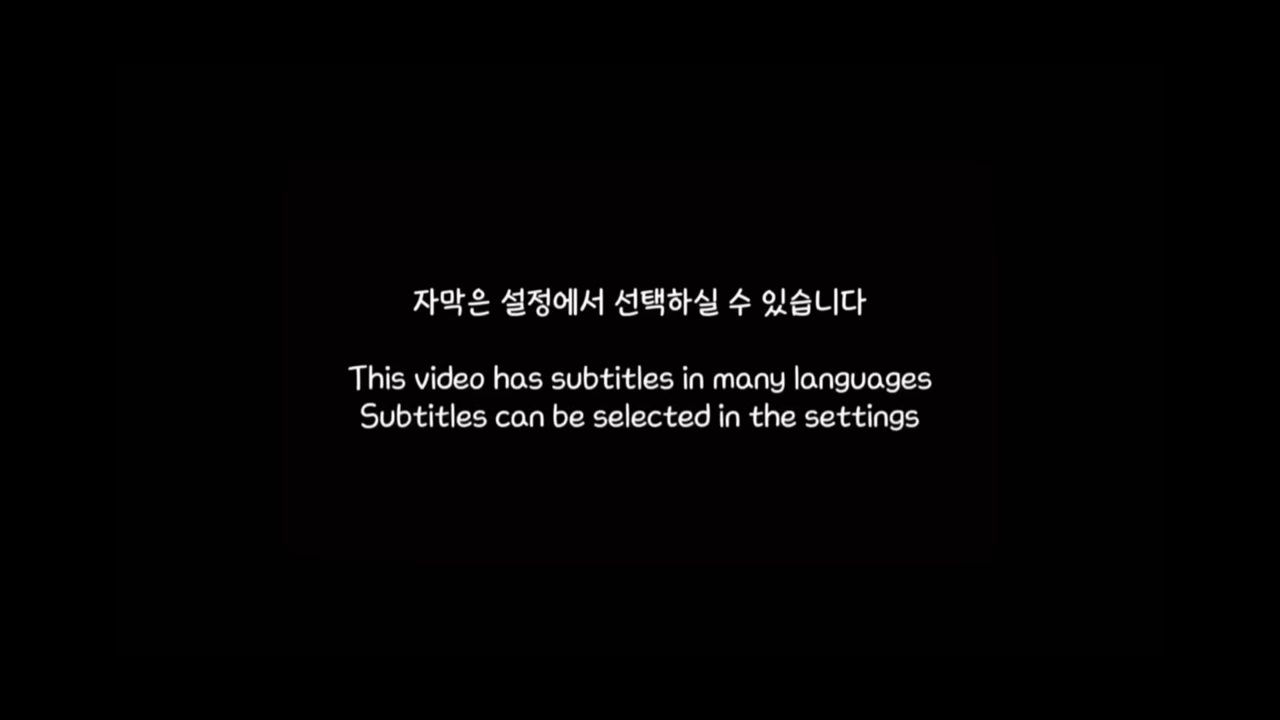 자막은 설정에서 선택하실 수 있습니다
This video has subtitles in many languages
Subtitles can be selected in the settings